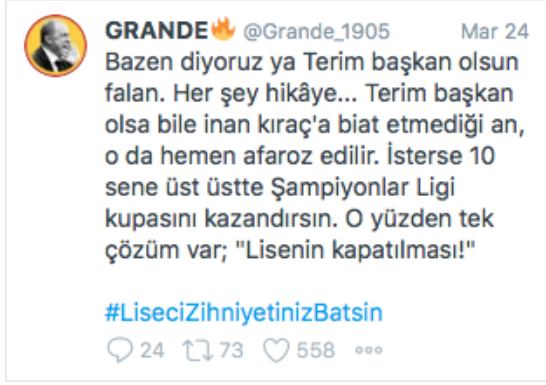 GRANDE🔥 @Grande_1905 Mar 24
Bazen diyoruz ya Terim başkan olsun
falan. Her şey hikâye... Terim başkan
olsa bile inan kıraç'a biat etmediği an,
o da hemen afaroz edilir. İsterse 10
sene üst üstte Şampiyonlar Ligi
kupasını kazandırsın. O yüzden tek
çözüm var; "Lisenin kapatılması!"
#LiseciZihniyetinizBatsin
24 73 558